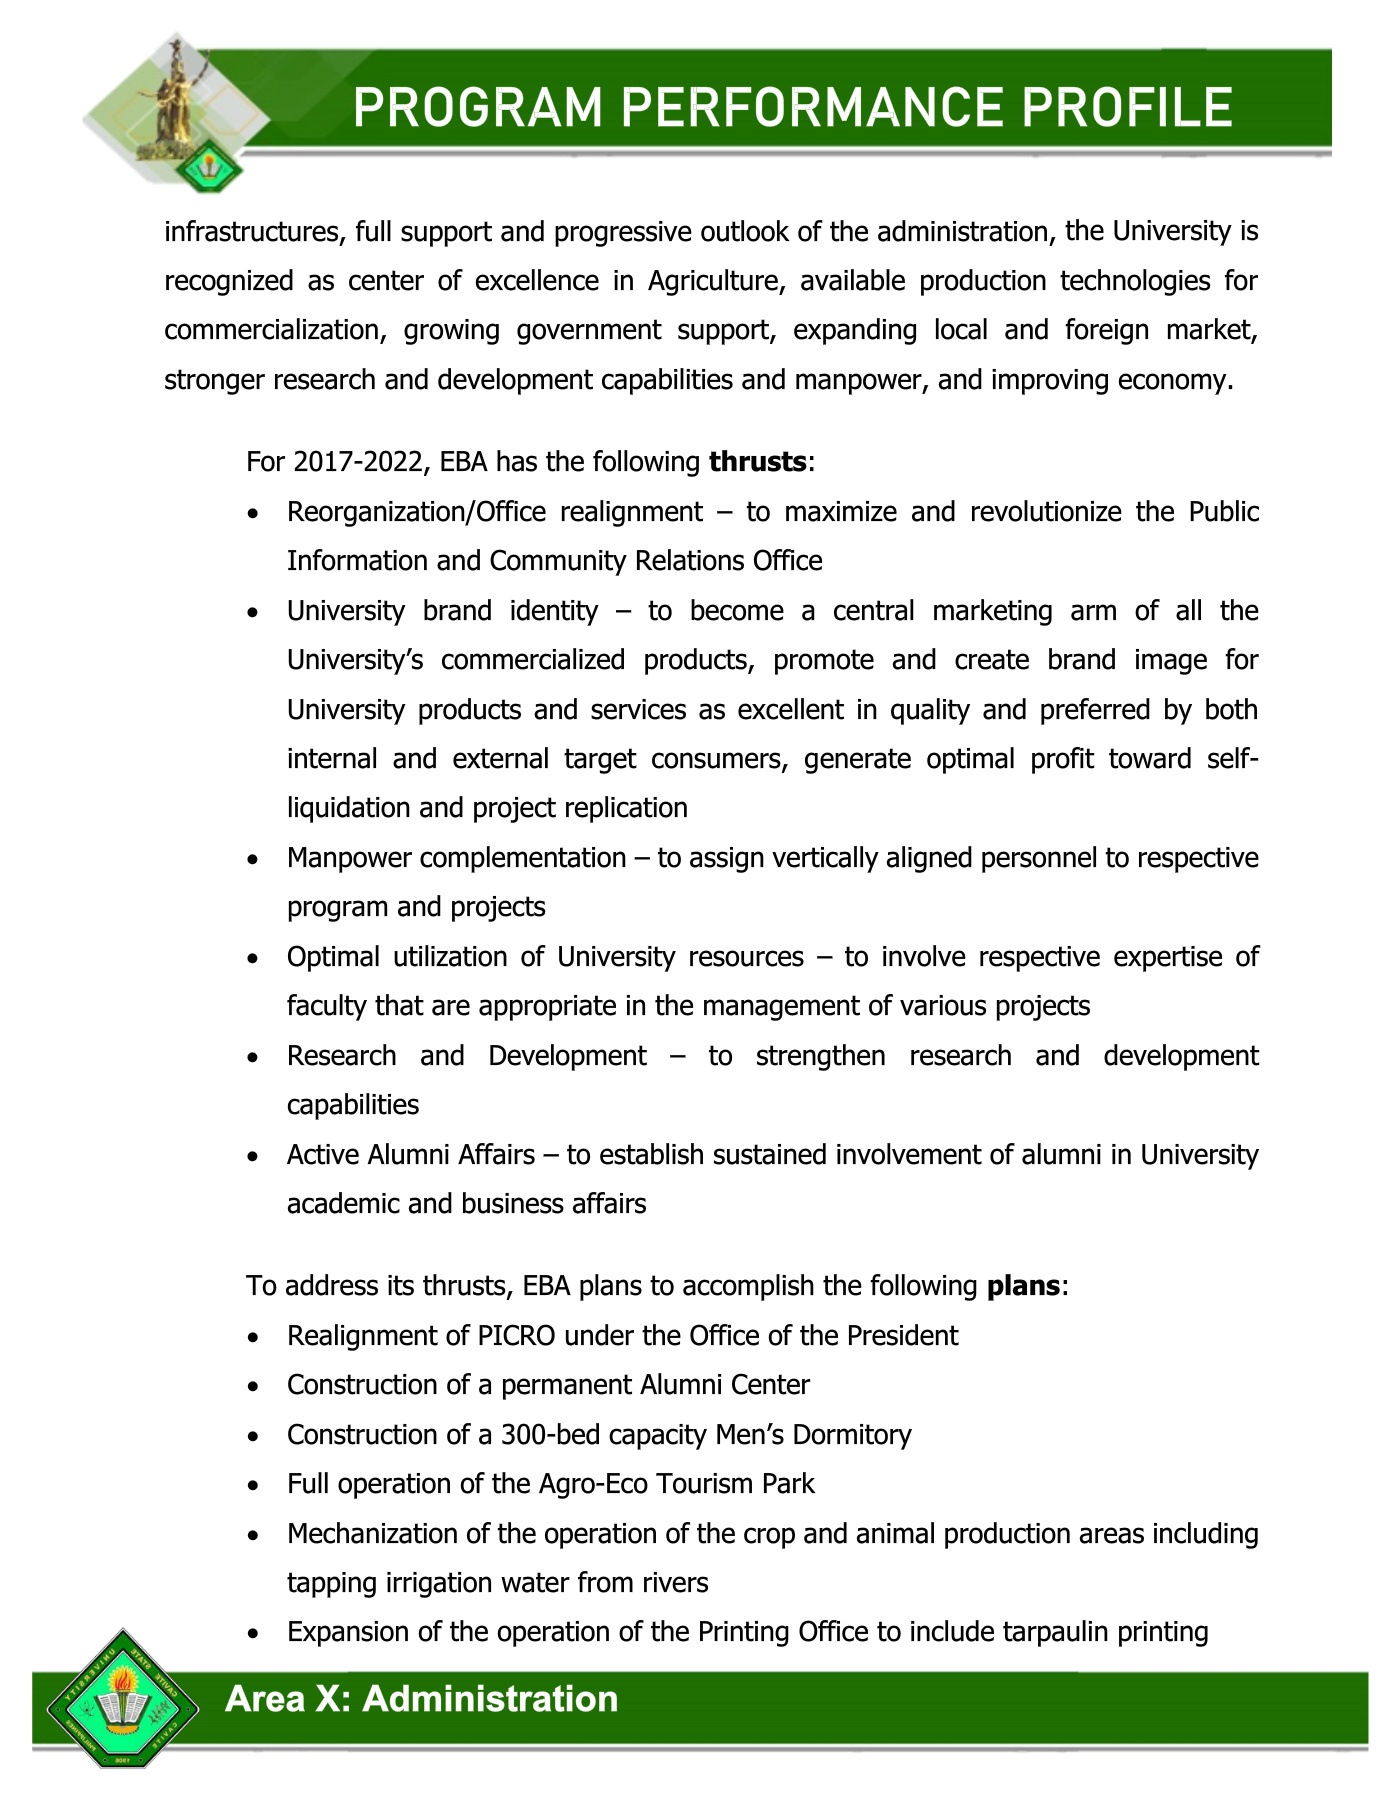 PROGRAM PERFORMANCE PROFILE
infrastructures, full support and progressive outlook of the administration, the University is
recognized as center of excellence in Agriculture, available production technologies for
commercialization, growing government support, expanding local and foreign market,
stronger research and development capabilities and manpower, and improving economy.
For 2017-2022, EBA has the following thrusts:
• Reorganization/Office realignment – to maximize and revolutionize the Public
Information and Community Relations Office
• University brand identity – to become a central marketing arm of all the
University’s commercialized products, promote and create brand image for
University products and services as excellent in quality and preferred by both
internal and external target consumers, generate optimal profit toward self-
liquidation and project replication
• Manpower complementation – to assign vertically aligned personnel to respective
program and projects
• Optimal utilization of University resources – to involve respective expertise of
faculty that are appropriate in the management of various projects
• Research and Development – to strengthen research and development
capabilities
• Active Alumni Affairs – to establish sustained involvement of alumni in University
academic and business affairs
To address its thrusts, EBA plans to accomplish the following plans:
• Realignment of PICRO under the Office of the President
• Construction of a permanent Alumni Center
• Construction of a 300-bed capacity Men’s Dormitory
• Full operation of the Agro-Eco Tourism Park
• Mechanization of the operation of the crop and animal production areas including
tapping irrigation water from rivers
• Expansion of the operation of the Printing Office to include tarpaulin printing
CAVITE STATE UNIVERSITY
CAVITE
PHILIPPINES
1906
Area X: Administration